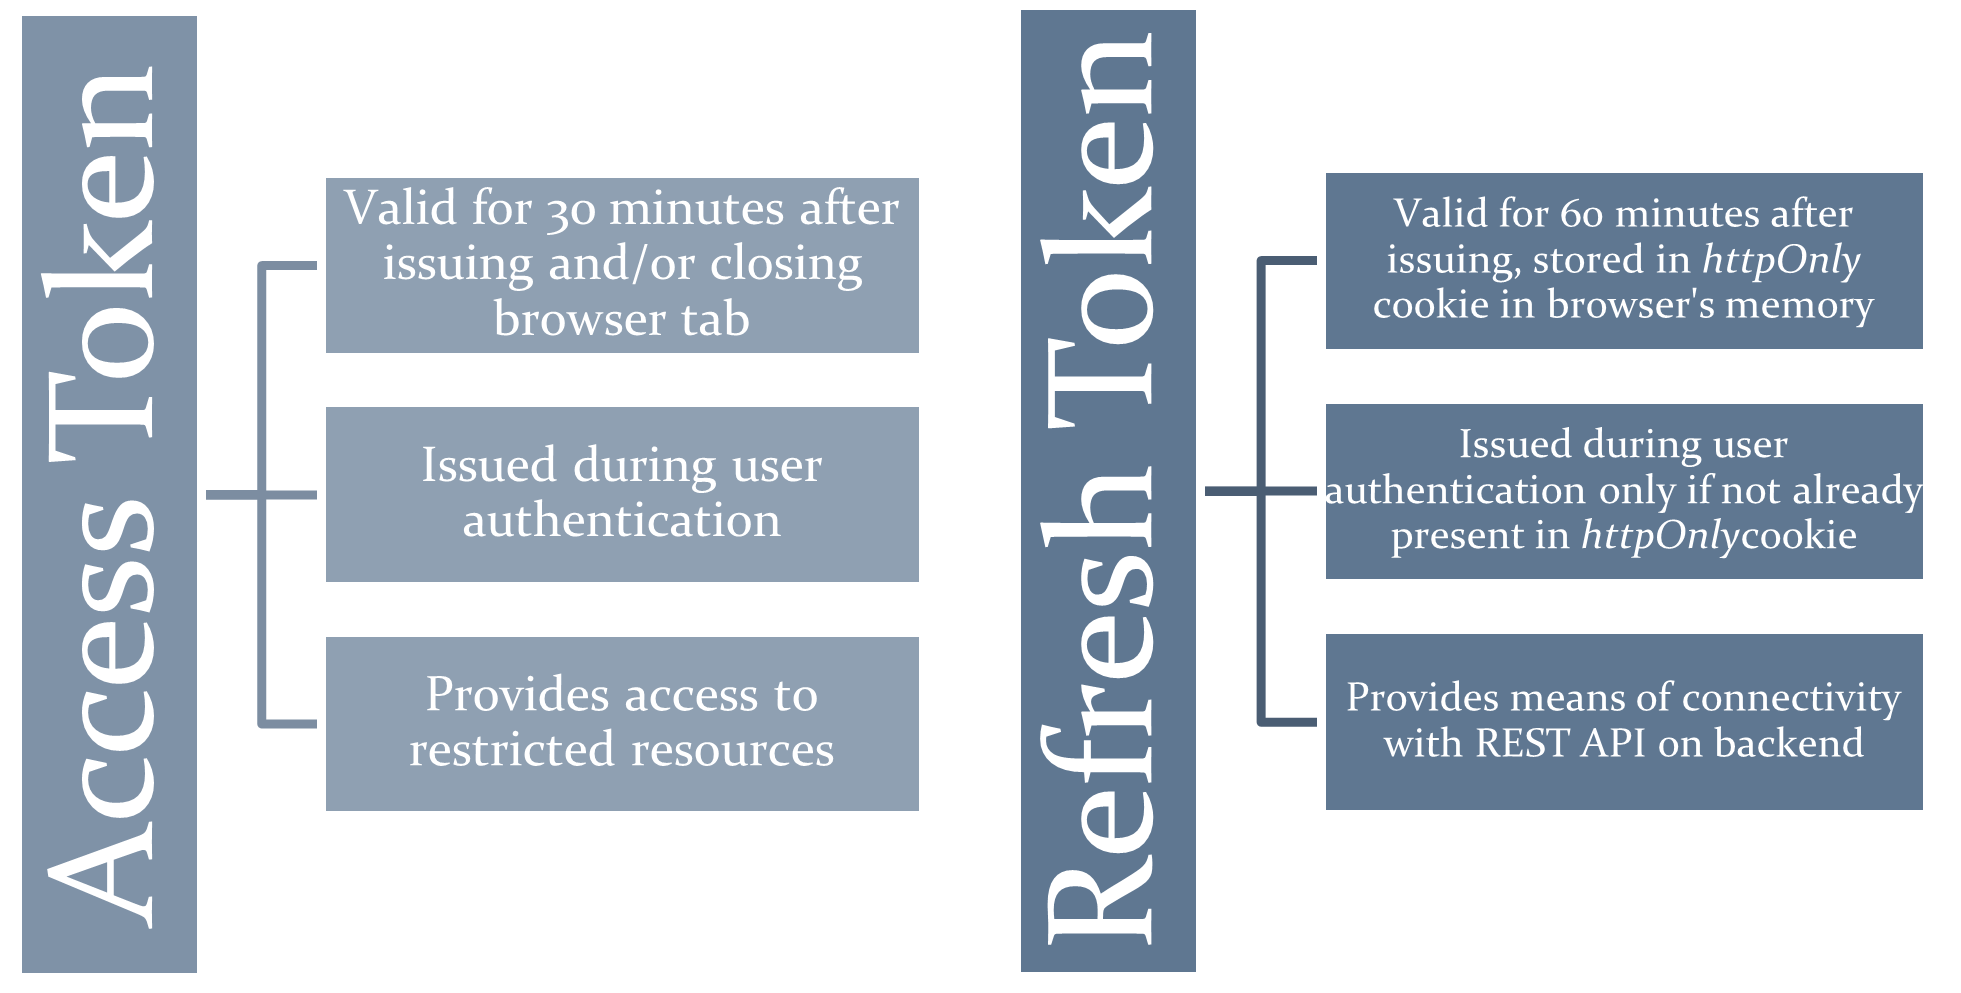 Access Token
Valid for 30 minutes after
issuing and/or closing
browser tab
Issued during user
authentication
Provides access to
restricted resources
Refresh Token
Valid for 60 minutes after
issuing, stored in httpOnly
cookie in browser's memory
Issued during user
authentication only if not already
present in httpOnlycookie
Provides means of connectivity
with REST API on backend